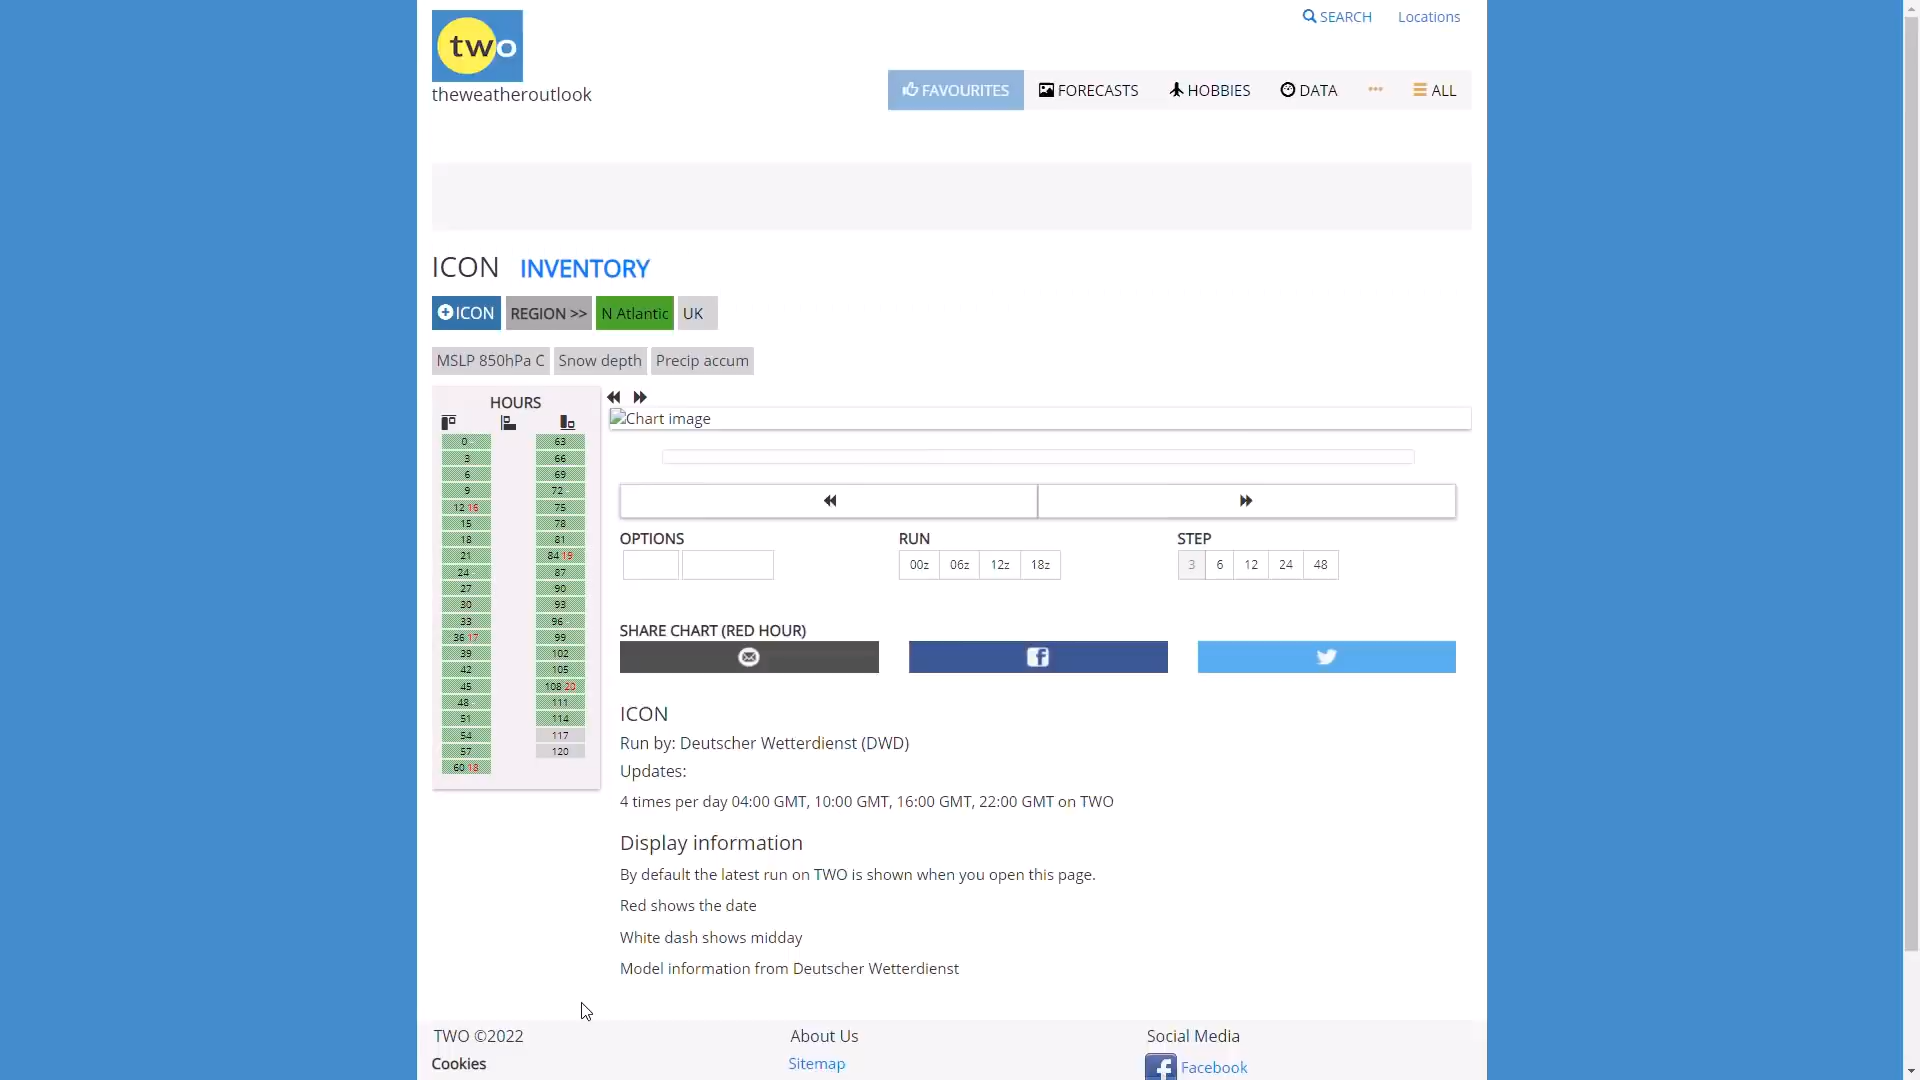 SEARCH Locations
two
theweatheroutlook
FAVOURITES FORECASTS HOBBIES DATA ALL
ICON INVENTORY
ICON REGION >> N Atlantic UK
MSLP 850hPa C Snow depth Precip accum
HOURS
Chart image
0 - 63
3 66
6 69
9 72 -
12 16 75
15 78
18 81
21 84 19
24 - 87
27 90
30 93
33 96 -
36 17 99
39 102
42 105
45 108 20
48 - 111
51 114
54 117
57 120
60 18
OPTIONS RUN STEP
00z 06z 12z 18z 3 6 12 24 48
SHARE CHART (RED HOUR)
ICON
Run by: Deutscher Wetterdienst (DWD)
Updates:
4 times per day 04:00 GMT, 10:00 GMT, 16:00 GMT, 22:00 GMT on TWO
Display information
By default the latest run on TWO is shown when you open this page.
Red shows the date
White dash shows midday
Model information from Deutscher Wetterdienst
TWO ©2022 About Us Social Media
Cookies Sitemap Facebook